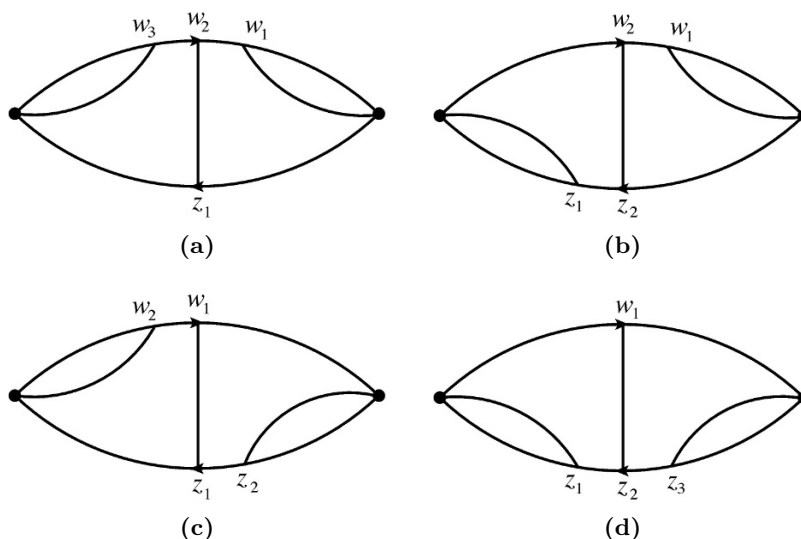 w₃ w₂ w₁
z₁
(a)
w₂ w₁
z₁ z₂
(b)
w₂ w₁
z₁ z₂
(c)
w₁
z₁ z₂ z₃
(d)